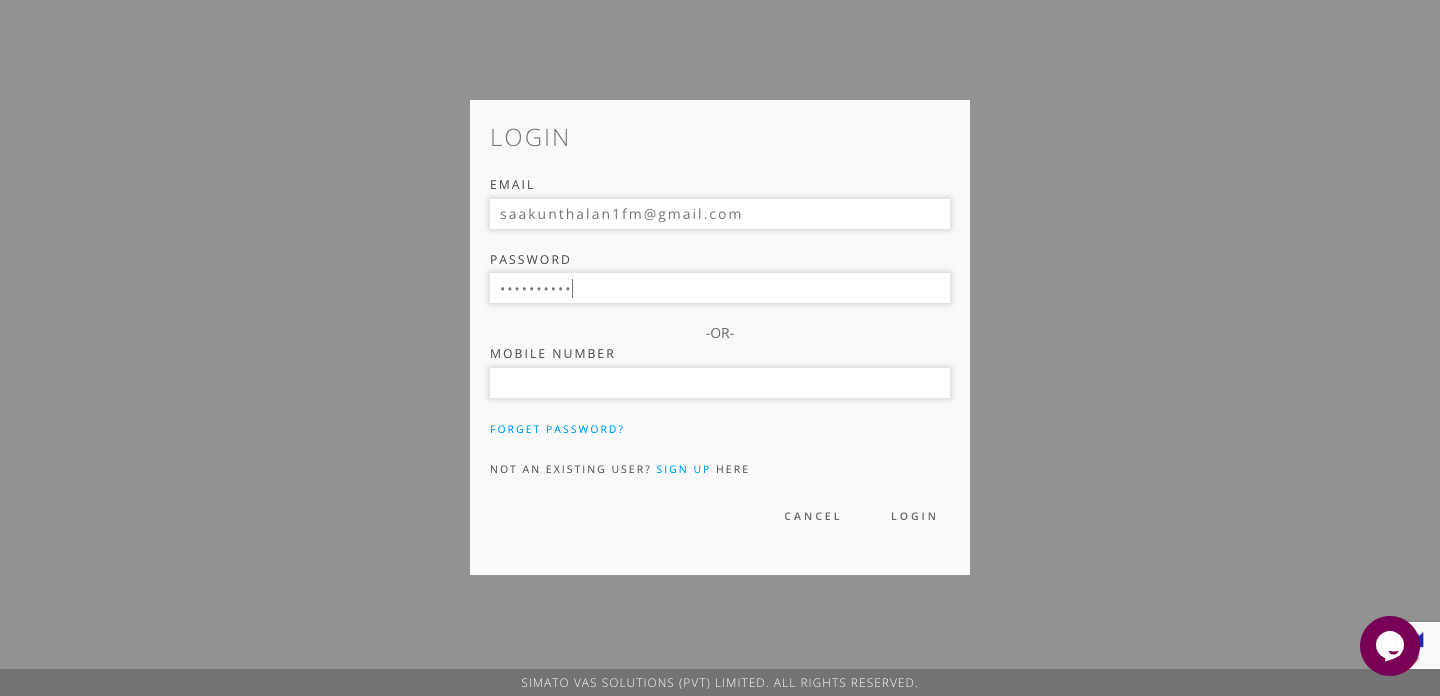 LOGIN
EMAIL
saakunthalan1fm@gmail.com
PASSWORD
••••••••••
-OR-
MOBILE NUMBER
FORGET PASSWORD?
NOT AN EXISTING USER? SIGN UP HERE
CANCEL LOGIN
SIMATO VAS SOLUTIONS (PVT) LIMITED. ALL RIGHTS RESERVED.